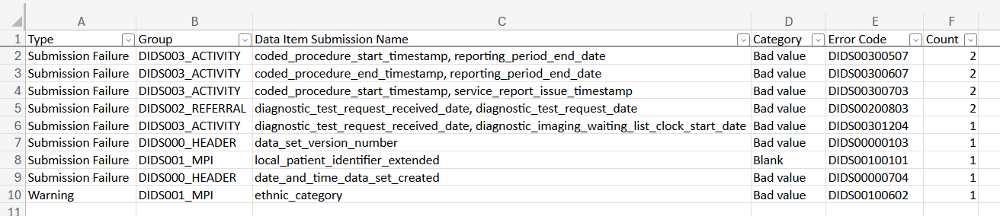 A B C D E F
1 Type Group Data Item Submission Name Category Error Code Count
2 Submission Failure DIDS003_ACTIVITY coded_procedure_start_timestamp, reporting_period_end_date Bad value DIDS00300507 2
3 Submission Failure DIDS003_ACTIVITY coded_procedure_end_timestamp, reporting_period_end_date Bad value DIDS00300607 2
4 Submission Failure DIDS003_ACTIVITY coded_procedure_start_timestamp, service_report_issue_timestamp Bad value DIDS00300703 2
5 Submission Failure DIDS002_REFERRAL diagnostic_test_request_received_date, diagnostic_test_request_date Bad value DIDS00200803 2
6 Submission Failure DIDS003_ACTIVITY diagnostic_test_request_received_date, diagnostic_imaging_waiting_list_clock_start_date Bad value DIDS00301204 1
7 Submission Failure DIDS000_HEADER data_set_version_number Bad value DIDS00000103 1
8 Submission Failure DIDS001_MPI local_patient_identifier_extended Blank DIDS00100101 1
9 Submission Failure DIDS000_HEADER date_and_time_data_set_created Bad value DIDS00000704 1
10 Warning DIDS001_MPI ethnic_category Bad value DIDS00100602 1
11